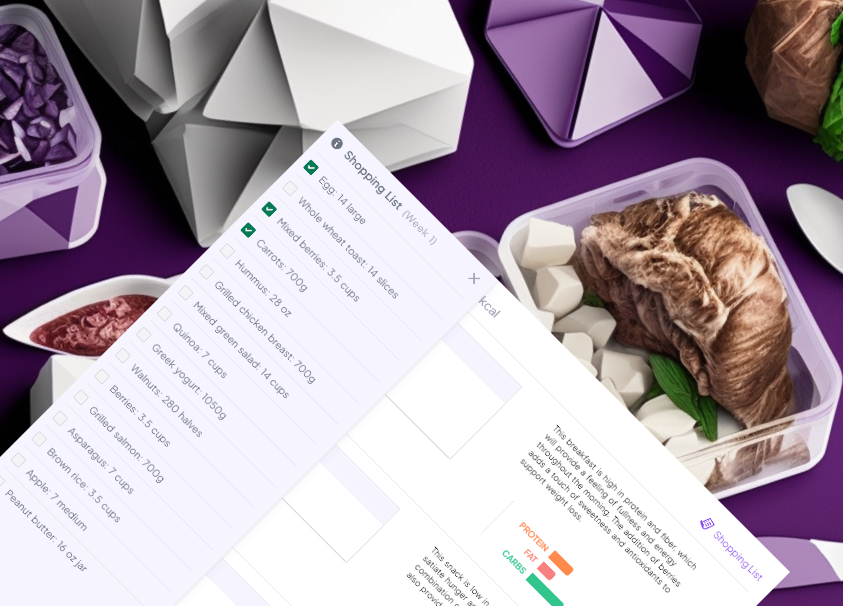 Shopping List (Week 1)
Egg: 14 large
Whole wheat toast: 14 slices
Mixed berries: 3.5 cups
Carrots: 700g
Hummus: 28 oz
Grilled chicken breast: 700g
Mixed green salad: 14 cups
Quinoa: 7 cups
Greek yogurt: 1050g
Walnuts: 280 halves
Berries: 3.5 cups
Grilled salmon: 700g
Asparagus: 7 cups
Brown rice: 3.5 cups
Apple: 7 medium
Peanut butter: 16 oz jar
kcal
This breakfast is high in protein and fiber, which
will provide a feeling of fullness and energy
throughout the morning. The addition of berries
adds a touch of sweetness and antioxidants to
support weight loss.
Shopping List
PROTEIN
FAT
CARBS
This snack is low in
satiate hunger a
combination
also provi